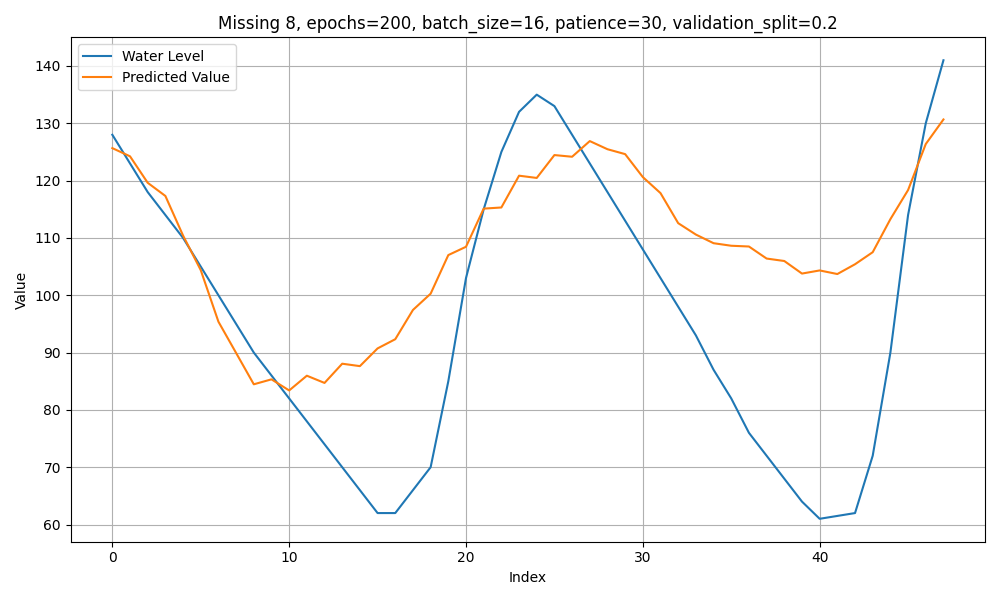 Missing 8, epochs=200, batch_size=16, patience=30, validation_split=0.2
Water Level
Predicted Value
140
130
120
110
100
90
80
70
60
Value
0 10 20 30 40
Index